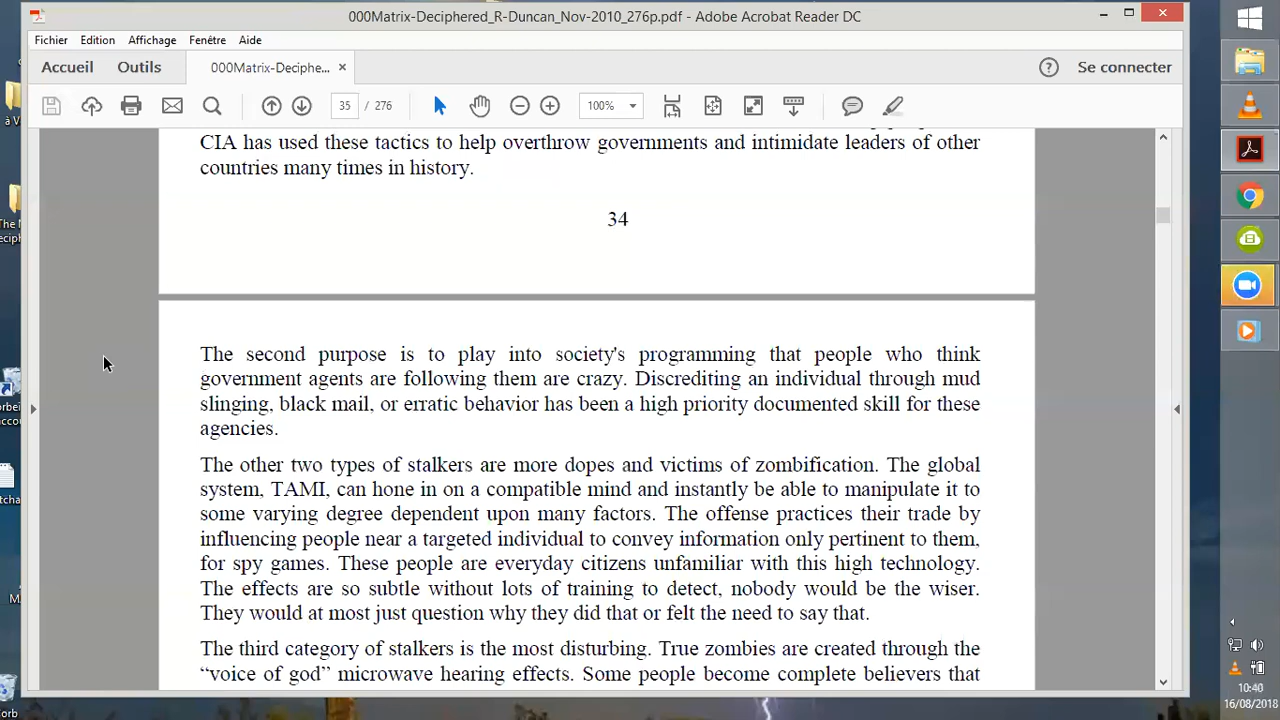 000Matrix-Deciphered_R-Duncan_Nov-2010_276p.pdf - Adobe Acrobat Reader DC
Fichier Edition Affichage Fenêtre Aide
Accueil Outils 000Matrix-Deciphe... × ? Se connecter
35 / 276 100%
CIA has used these tactics to help overthrow governments and intimidate leaders of other
countries many times in history.
34
The second purpose is to play into society's programming that people who think
government agents are following them are crazy. Discrediting an individual through mud
slinging, black mail, or erratic behavior has been a high priority documented skill for these
agencies.
The other two types of stalkers are more dopes and victims of zombification. The global
system, TAMI, can hone in on a compatible mind and instantly be able to manipulate it to
some varying degree dependent upon many factors. The offense practices their trade by
influencing people near a targeted individual to convey information only pertinent to them,
for spy games. These people are everyday citizens unfamiliar with this high technology.
The effects are so subtle without lots of training to detect, nobody would be the wiser.
They would at most just question why they did that or felt the need to say that.
The third category of stalkers is the most disturbing. True zombies are created through the
“voice of god” microwave hearing effects. Some people become complete believers that
10:40
16/08/2018